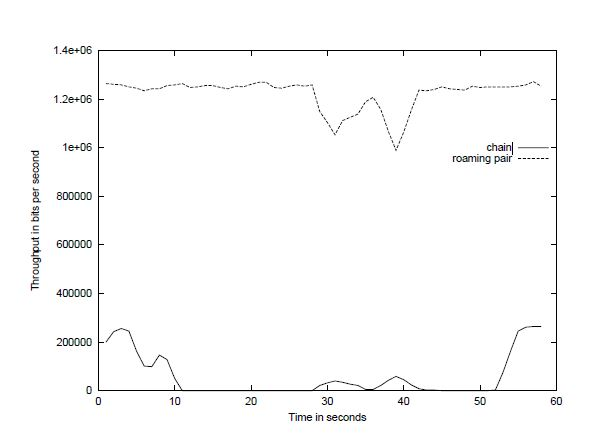 1.4e+06
1.2e+06
1e+06
800000
600000
400000
200000
0
Throughput in bits per second
chain
roaming pair
0 10 20 30 40 50 60
Time in seconds